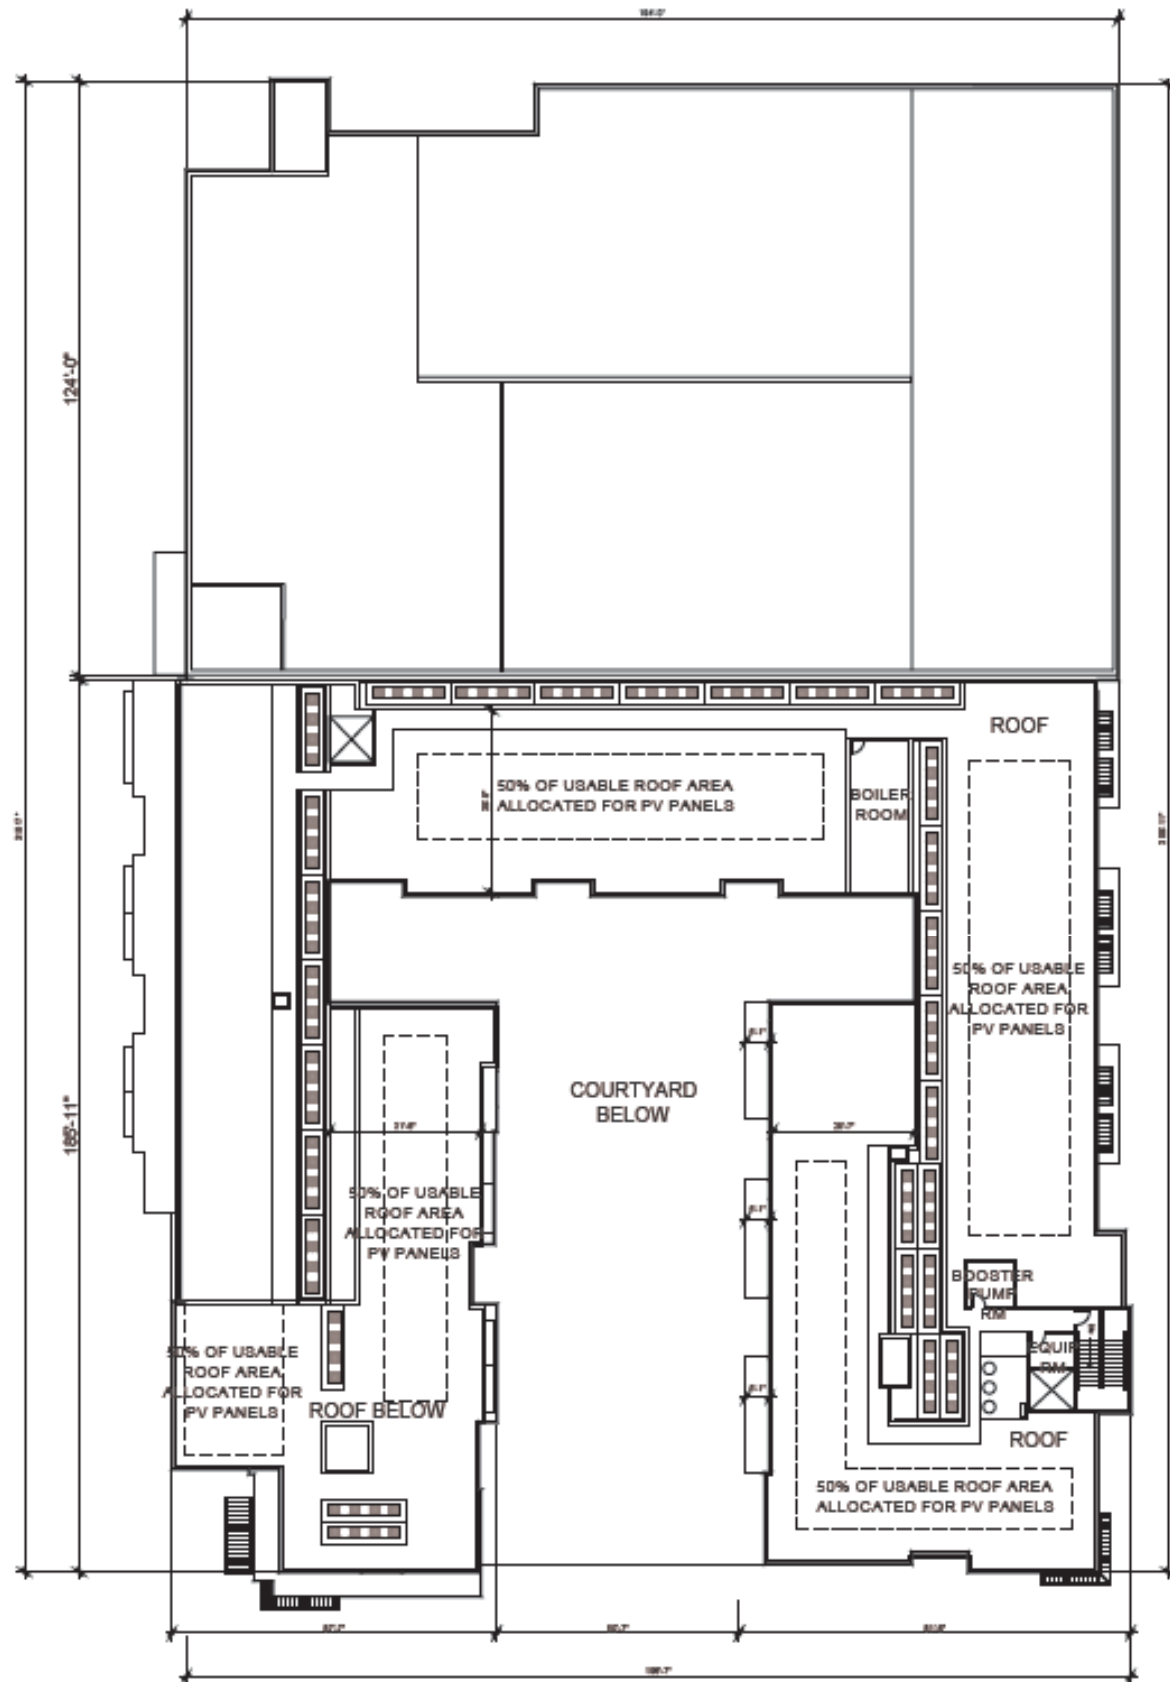 124'-0"
ROOF
50% OF USABLE ROOF AREA
ALLOCATED FOR PV PANELS
BOILER
ROOM
50% OF USABLE
ROOF AREA
ALLOCATED FOR
PV PANELS
COURTYARD
BELOW
185'-11"
50% OF USABLE
ROOF AREA
ALLOCATED FOR
PV PANELS
BOOSTER
PUMP
RM
EQUIP
RM
50% OF USABLE
ROOF AREA
ALLOCATED FOR
PV PANELS
ROOF BELOW
ROOF
50% OF USABLE ROOF AREA
ALLOCATED FOR PV PANELS